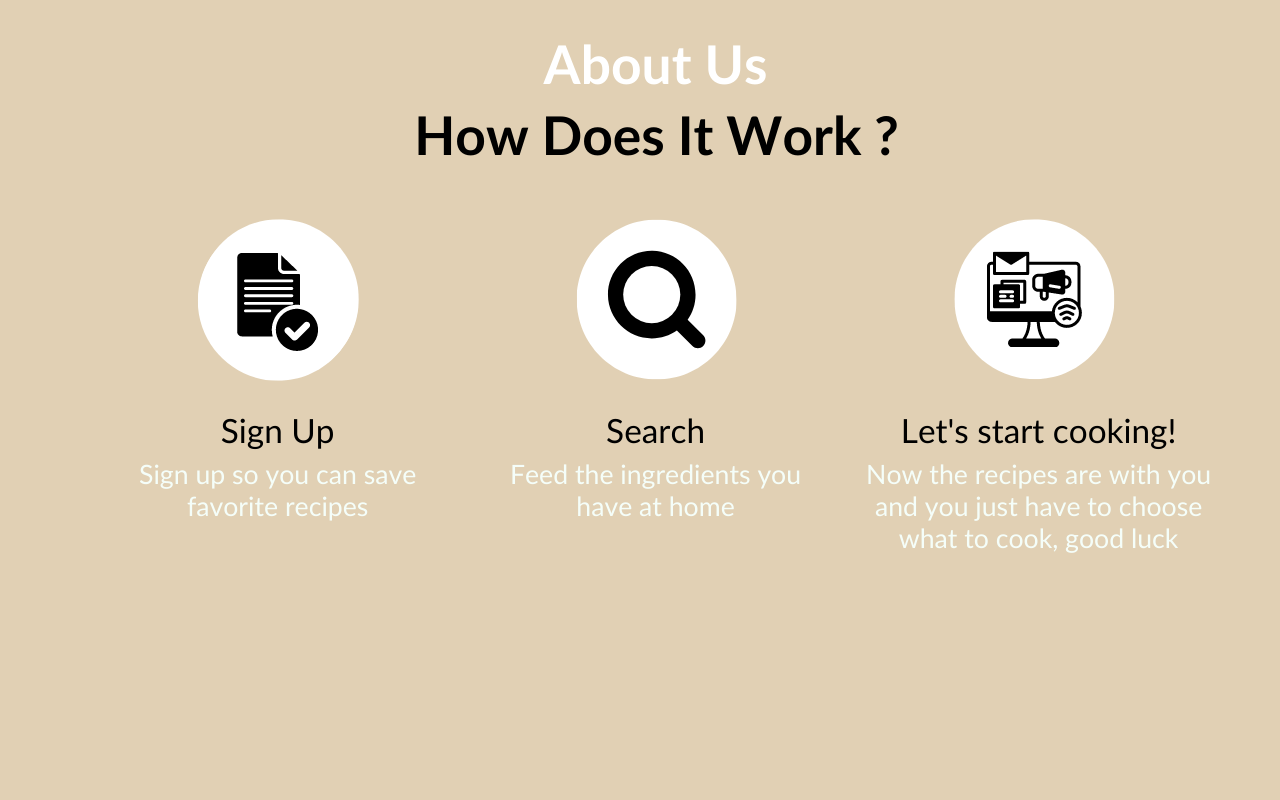 About Us
How Does It Work ?
Sign Up
Sign up so you can save
favorite recipes
Search
Feed the ingredients you
have at home
Let's start cooking!
Now the recipes are with you
and you just have to choose
what to cook, good luck